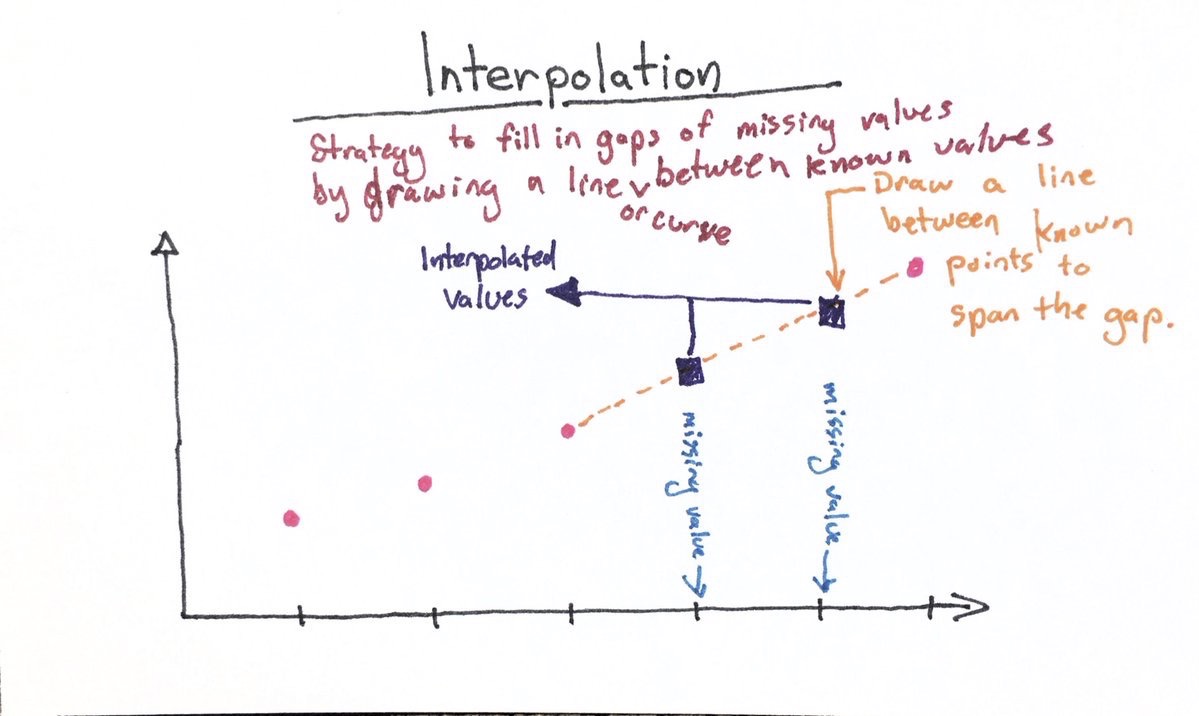 Interpolation
Strategy to fill in gaps of missing values
by drawing a line or curve between known values
Draw a line
between known
points to
span the gap.
Interpolated
values
missing value
missing value